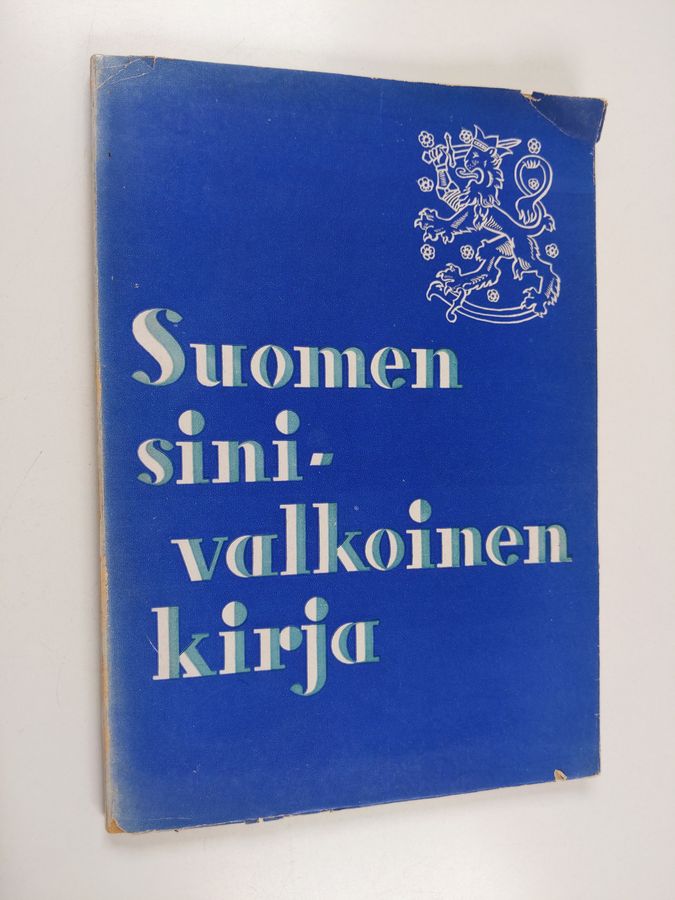 Suomen
sini-
valkoinen
kirja